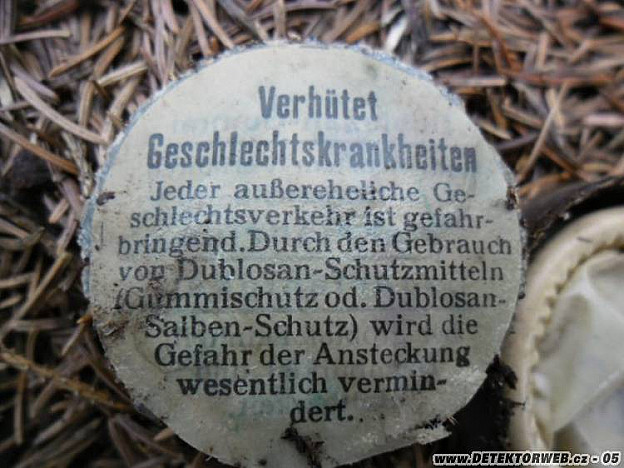 Verhütet
Geschlechtskrankheiten
Jeder außereheliche Ge-
schlechtsverkehr ist gefahr-
bringend. Durch den Gebrauch
von Dublosan-Schutzmitteln
(Gummischutz od. Dublosan-
Salben-Schutz) wird die
Gefahr der Ansteckung
wesentlich vermin-
dert.
www.DETEKTORWEB.cz - 05